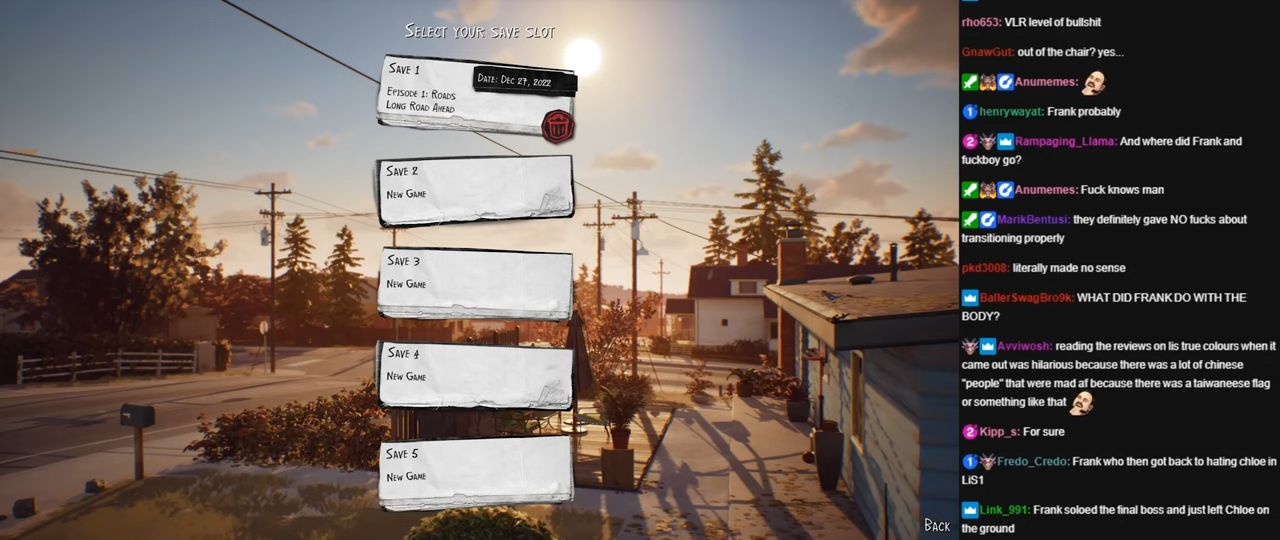 Select your save slot
Save 1
Date: Dec 27, 2022
Episode 1: Roads
Long Road Ahead
Save 2
New Game
Save 3
New Game
Save 4
New Game
Save 5
New Game
Back
rho653: VLR level of bullshit
GnawGut: out of the chair? yes...
Anumemes:
1 henrywayat: Frank probably
2 Rampaging_Llama: And where did Frank and
fuckboy go?
Anumemes: Fuck knows man
MarikBentusi: they definitely gave NO fucks about
transitioning properly
pkd3008: literally made no sense
BallerSwagBro9k: WHAT DID FRANK DO WITH THE
BODY?
Avviwosh: reading the reviews on lis true colours when it
came out was hilarious because there was a lot of chinese
"people" that were mad af because there was a taiwaneese flag
or something like that
2 Kipp_s: For sure
1 Fredo_Credo: Frank who then got back to hating chloe in
LiS1
Link_991: Frank soloed the final boss and just left Chloe on
the ground